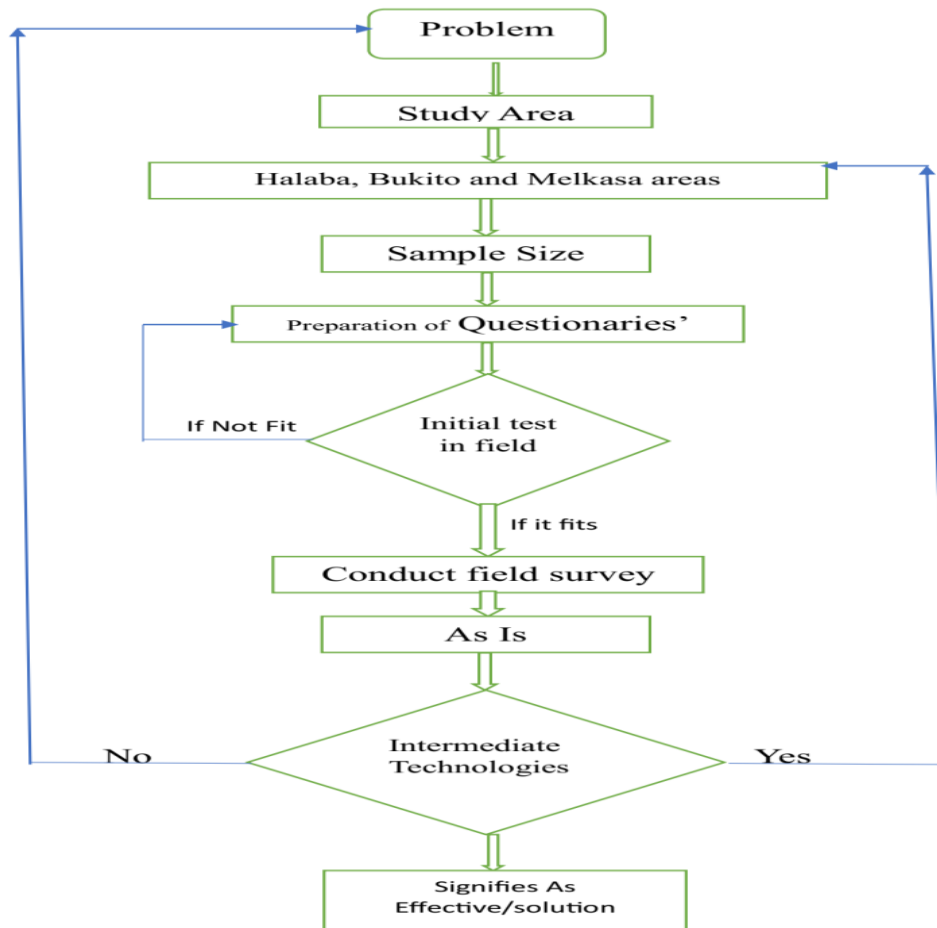 Problem
Study Area
Halaba, Bukito and Melkasa areas
Sample Size
Preparation of Questionaries’
Initial test
in field
If Not Fit
If it fits
Conduct field survey
As Is
Intermediate
Technologies
No
Yes
Signifies As
Effective/solution